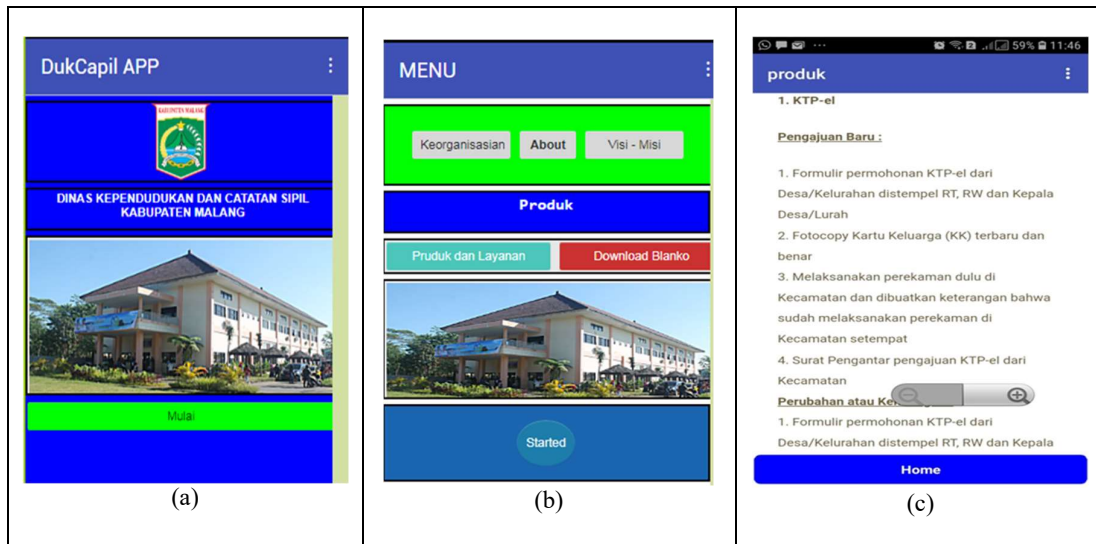 DukCapil APP
KABUPATEN MALANG
DINAS KEPENDUDUKAN DAN CATATAN SIPIL
KABUPATEN MALANG
Mulai
(a)
MENU
Keorganisasian About Visi - Misi
Produk
Pruduk dan Layanan Download Blanko
Started
(b)
59% 11:46
produk
1. KTP-el
Pengajuan Baru :
1. Formulir permohonan KTP-el dari
Desa/Kelurahan distempel RT, RW dan Kepala
Desa/Lurah
2. Fotocopy Kartu Keluarga (KK) terbaru dan
benar
3. Melaksanakan perekaman dulu di
Kecamatan dan dibuatkan keterangan bahwa
sudah melaksanakan perekaman di
Kecamatan setempat
4. Surat Pengantar pengajuan KTP-el dari
Kecamatan
Perubahan atau
1. Formulir permohonan KTP-el dari
Desa/Kelurahan distempel RT, RW dan Kepala
Home
(c)